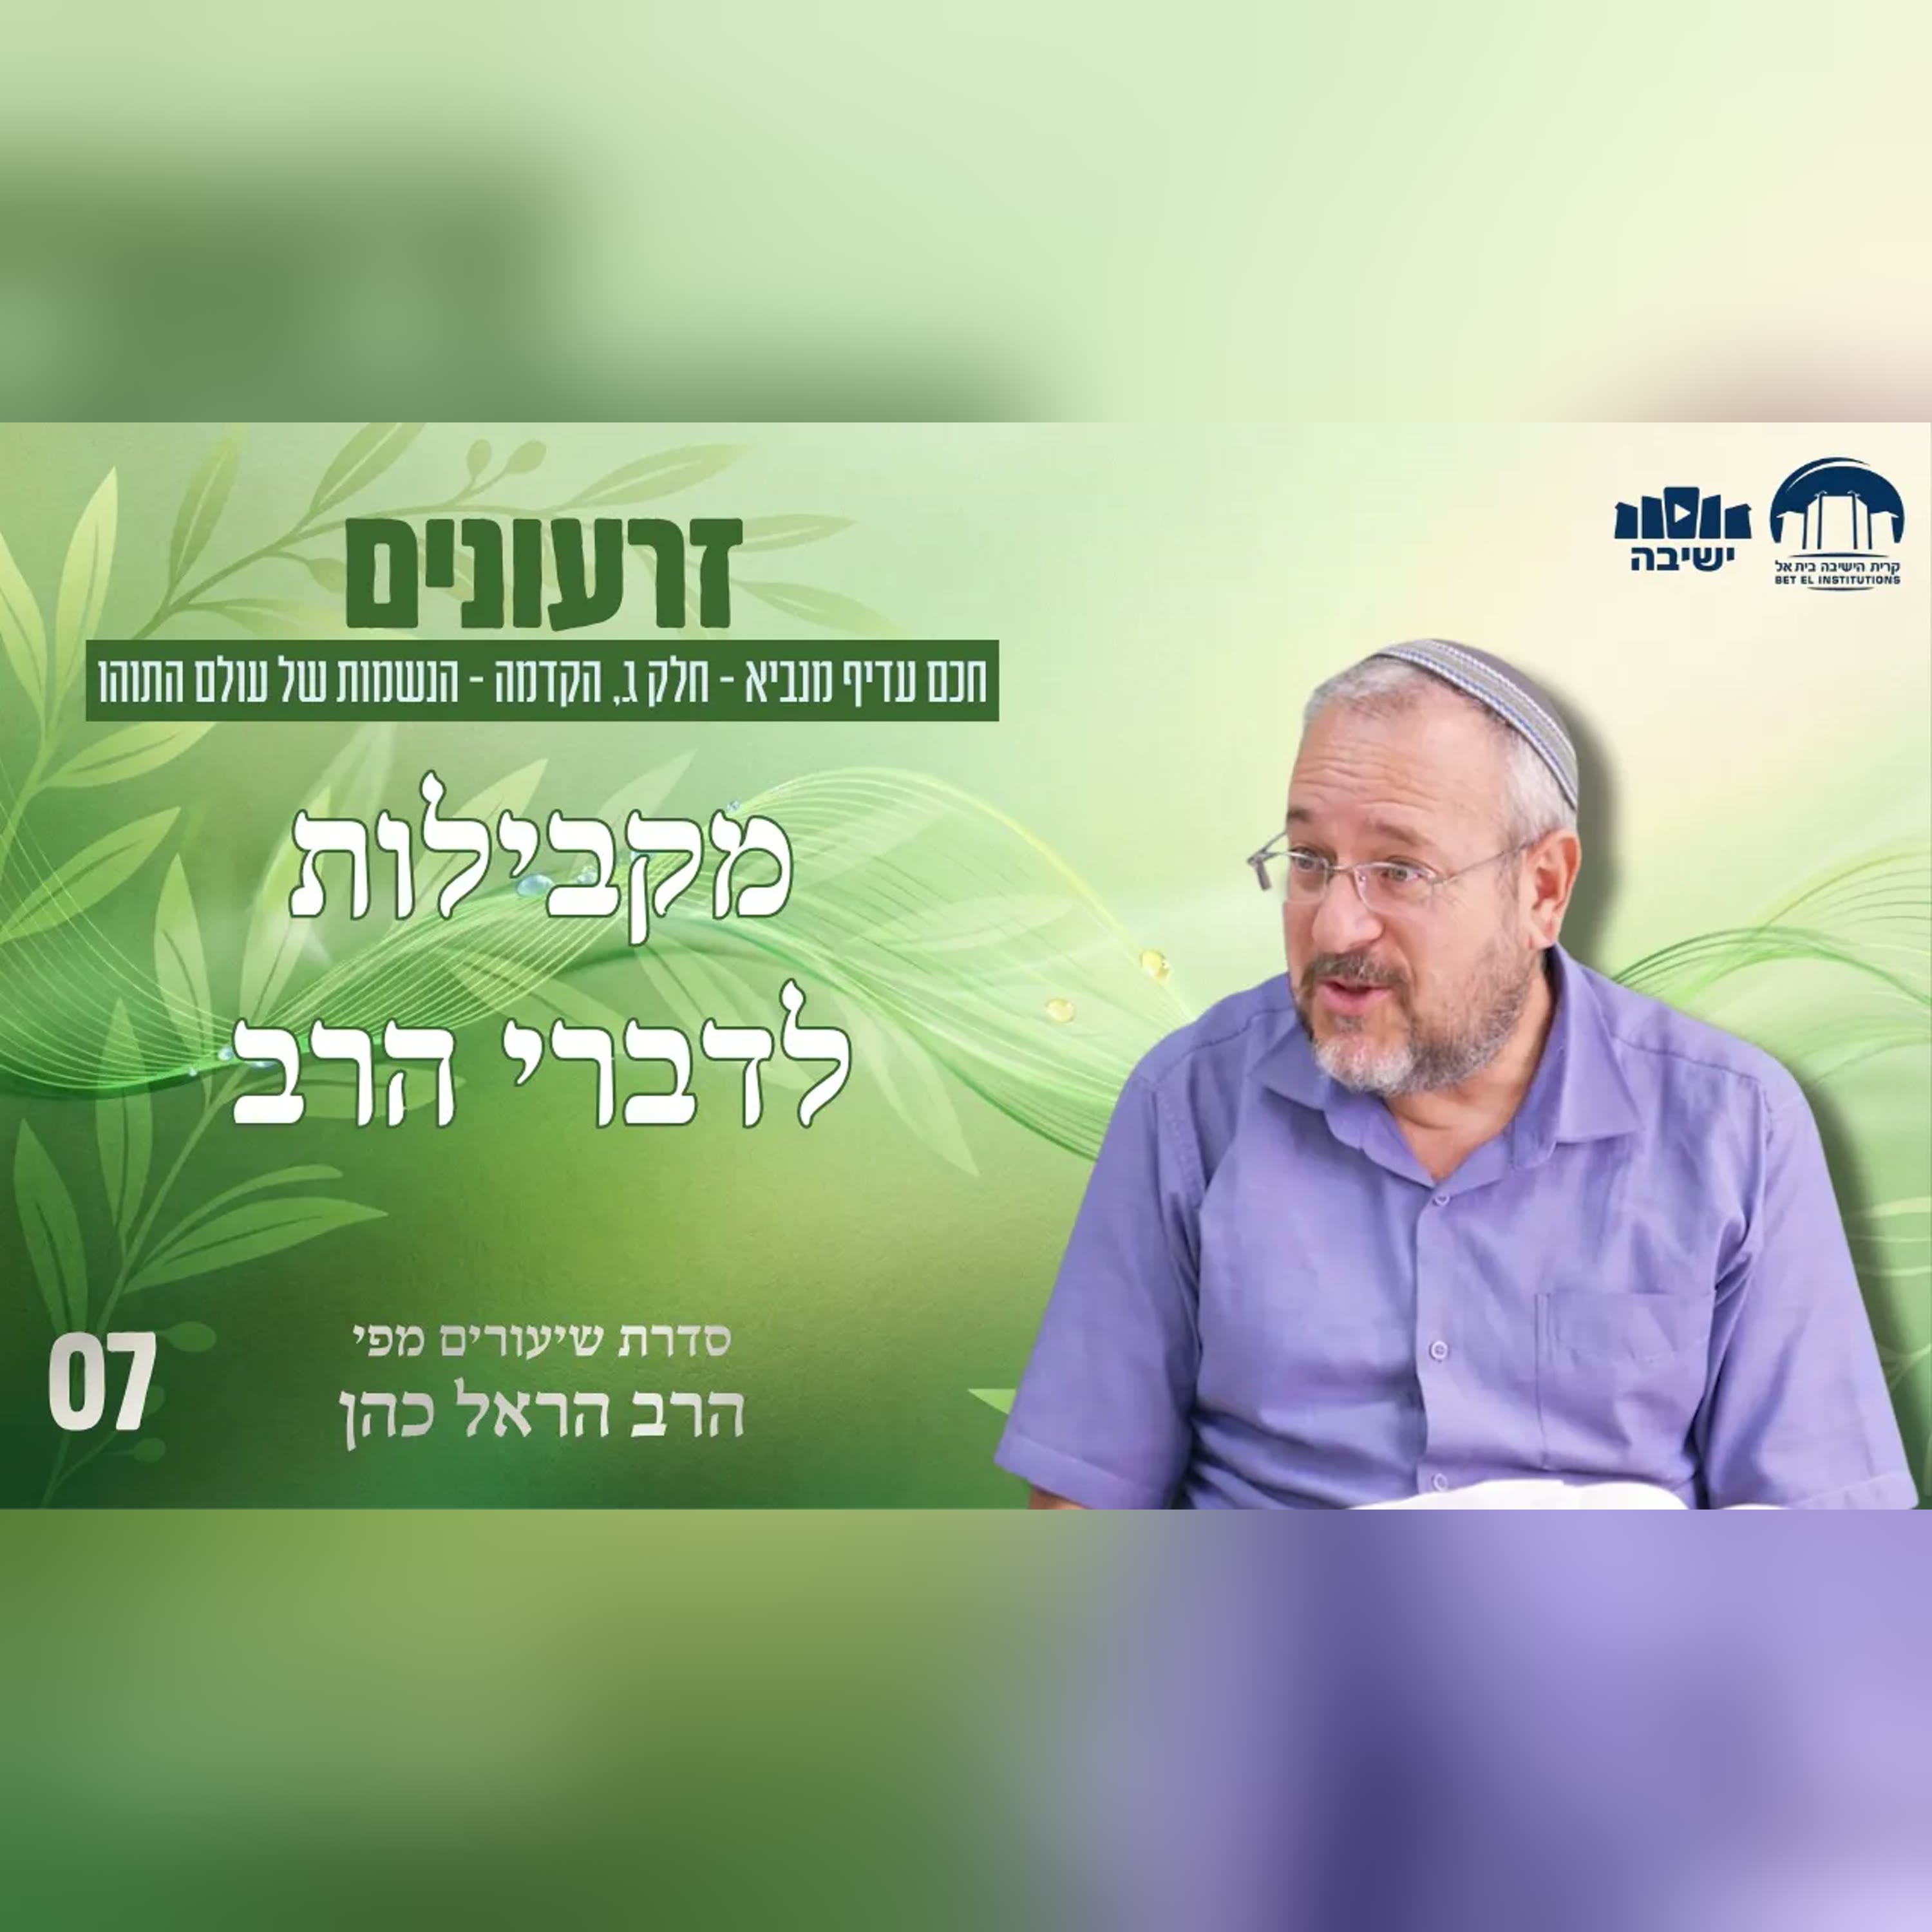 ישיבה
קרית הישיבה בית אל
BET EL INSTITUTIONS
זרעונים
חכם עדיף מנביא - חלק ג, הקדמה - הנשמות של עולם התוהו
מקבילות
לדברי הרב
סדרת שיעורים מפי
הרב הראל כהן
07